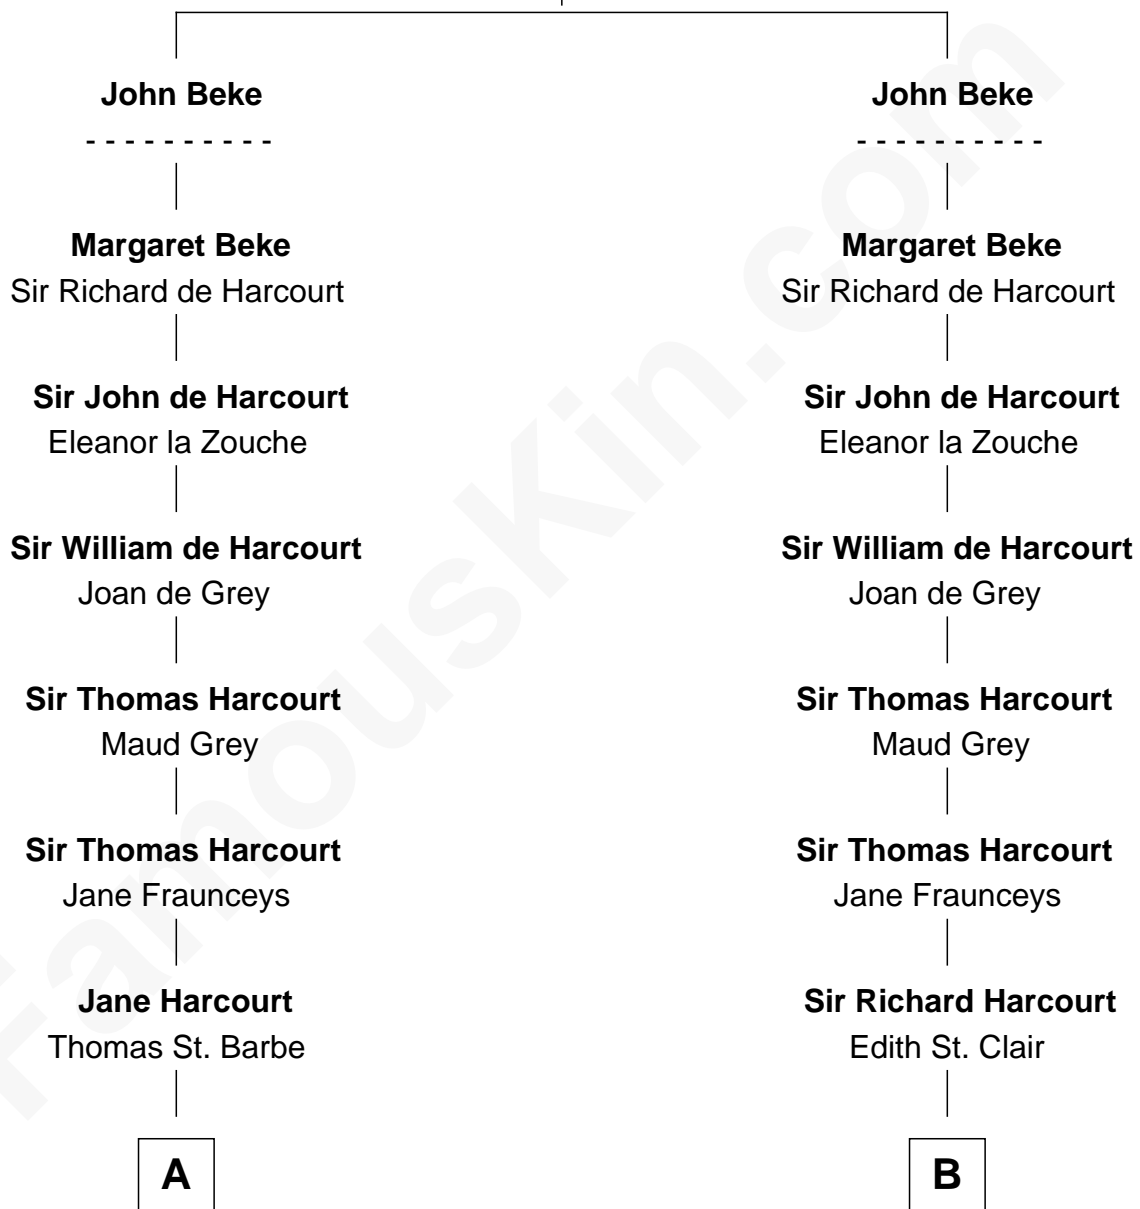 John Beke
- - - - - - - - - -
Margaret Beke
Sir Richard de Harcourt
Sir John de Harcourt
Eleanor la Zouche
Sir William de Harcourt
Joan de Grey
Sir Thomas Harcourt
Maud Grey
Sir Thomas Harcourt
Jane Fraunceys
Jane Harcourt
Thomas St. Barbe
A
John Beke
- - - - - - - - - -
Margaret Beke
Sir Richard de Harcourt
Sir John de Harcourt
Eleanor la Zouche
Sir William de Harcourt
Joan de Grey
Sir Thomas Harcourt
Maud Grey
Sir Thomas Harcourt
Jane Fraunceys
Sir Richard Harcourt
Edith St. Clair
B
FamousKin.com